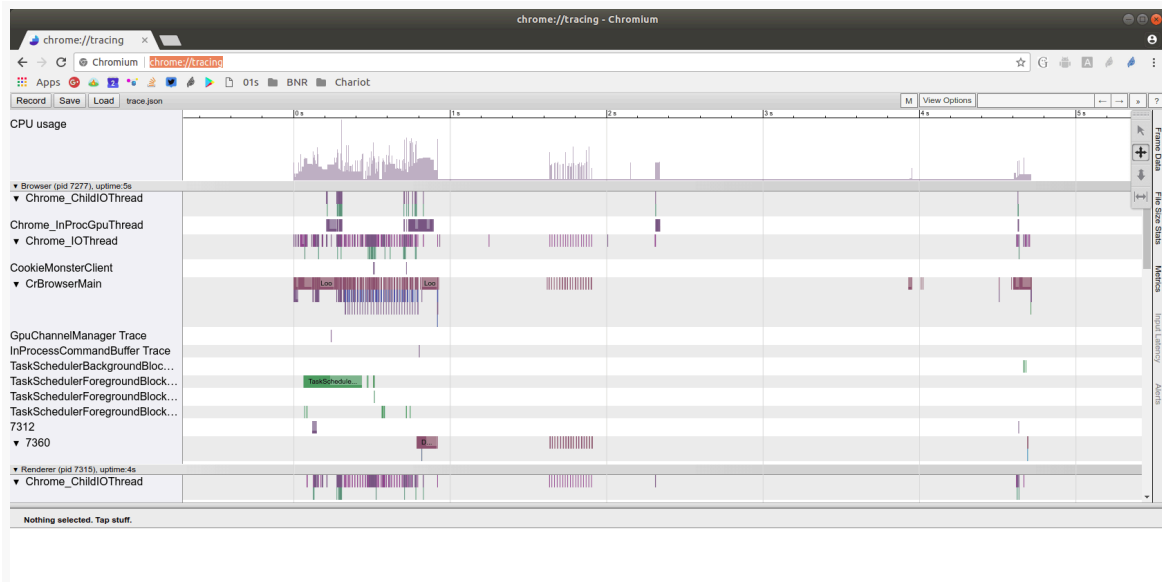 chrome://tracing - Chromium
chrome://tracing ×
Chromium chrome://tracing
Apps 01s BNR Chariot
Record Save Load trace.json M View Options ← → » ?
0 s 1 s 2 s 3 s 4 s 5 s
CPU usage
▾ Browser (pid 7277), uptime:5s
▾ Chrome_ChildIOThread
Chrome_InProcGpuThread
▾ Chrome_IOThread
CookieMonsterClient
▾ CrBrowserMain Loo Loo
GpuChannelManager Trace
InProcessCommandBuffer Trace
TaskSchedulerBackgroundBloc...
TaskSchedulerForegroundBlock... TaskSchedule...
TaskSchedulerForegroundBlock...
TaskSchedulerForegroundBlock...
7312
▾ 7360 B...
▾ Renderer (pid 7315), uptime:4s
▾ Chrome_ChildIOThread
Frame Data
File Size Stats
Metrics
Input Latency
Alerts
Nothing selected. Tap stuff.